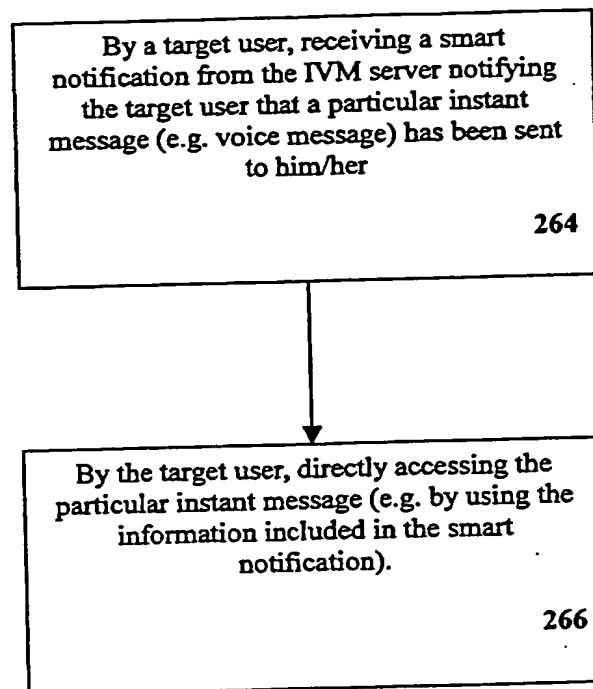 By a target user, receiving a smart
notification from the IVM server notifying
the target user that a particular instant
message (e.g. voice message) has been sent
to him/her
264
By the target user, directly accessing the
particular instant message (e.g. by using the
information included in the smart
notification).
266